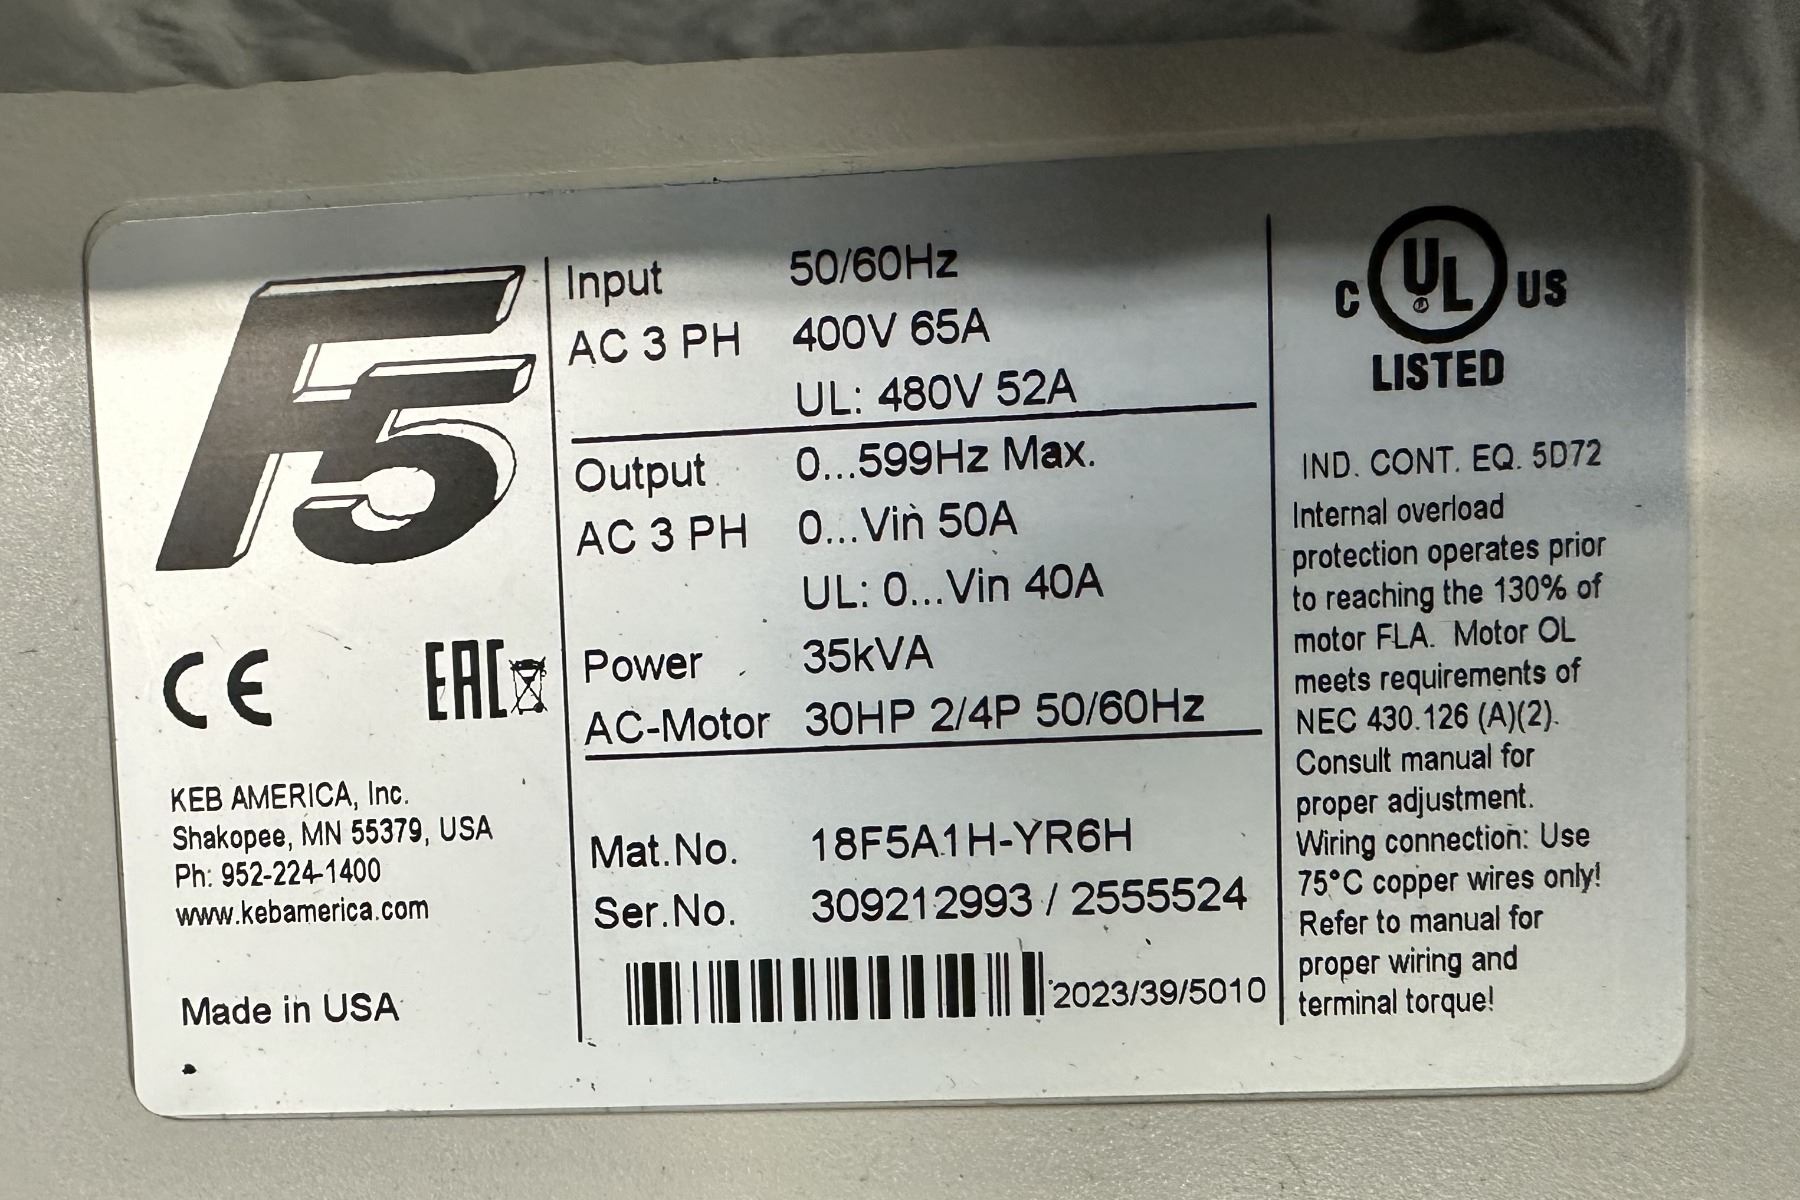 F5
CE
EAC
KEB AMERICA, Inc.
Shakopee, MN 55379, USA
Ph: 952-224-1400
www.kebamerica.com
Made in USA
Input 50/60Hz
AC 3 PH 400V 65A
UL: 480V 52A
Output 0...599Hz Max.
AC 3 PH 0...Vin 50A
UL: 0...Vin 40A
Power 35kVA
AC-Motor 30HP 2/4P 50/60Hz
Mat.No. 18F5A1H-YR6H
Ser.No. 309212993 / 2555524
2023/39/5010
C UL US
LISTED
IND. CONT. EQ. 5D72
Internal overload
protection operates prior
to reaching the 130% of
motor FLA. Motor OL
meets requirements of
NEC 430.126 (A)(2).
Consult manual for
proper adjustment.
Wiring connection: Use
75°C copper wires only!
Refer to manual for
proper wiring and
terminal torque!